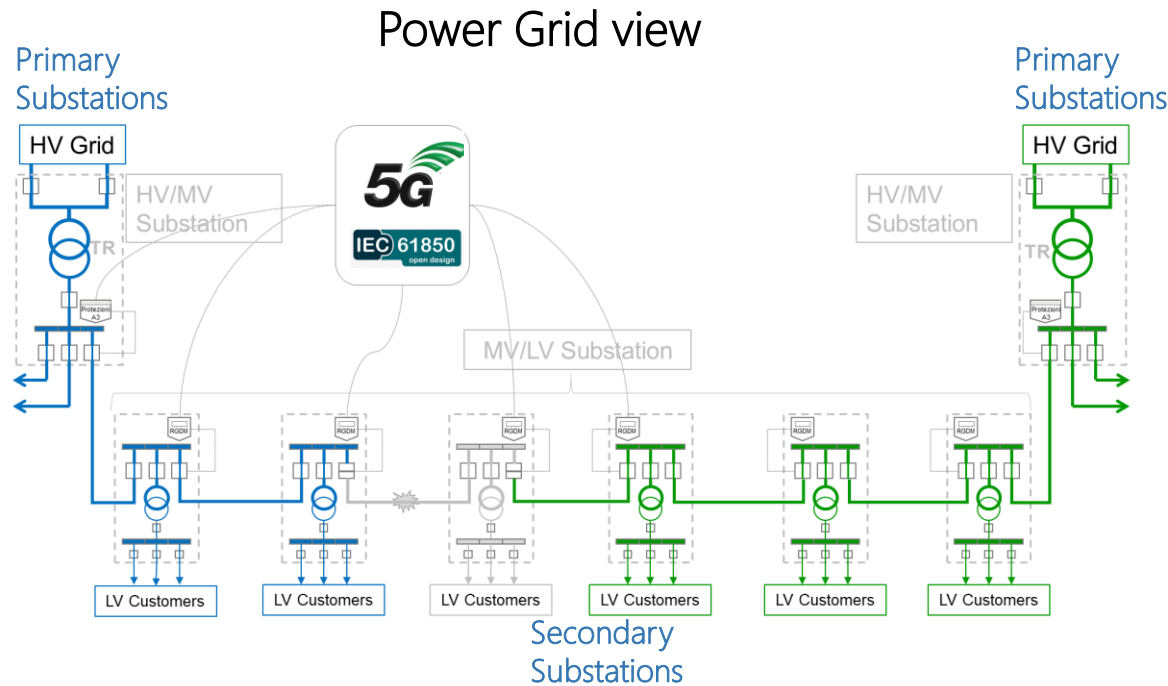 Power Grid view
Primary
Substations
Primary
Substations
HV Grid
HV Grid
HV/MV
Substation
HV/MV
Substation
5G
IEC 61850
open design
TR
TR
Protezioni
A3
Protezioni
A3
MV/LV Substation
RGDM
RGDM
RGDM
RGDM
RGDM
RGDM
LV Customers
LV Customers
LV Customers
LV Customers
LV Customers
LV Customers
Secondary
Substations